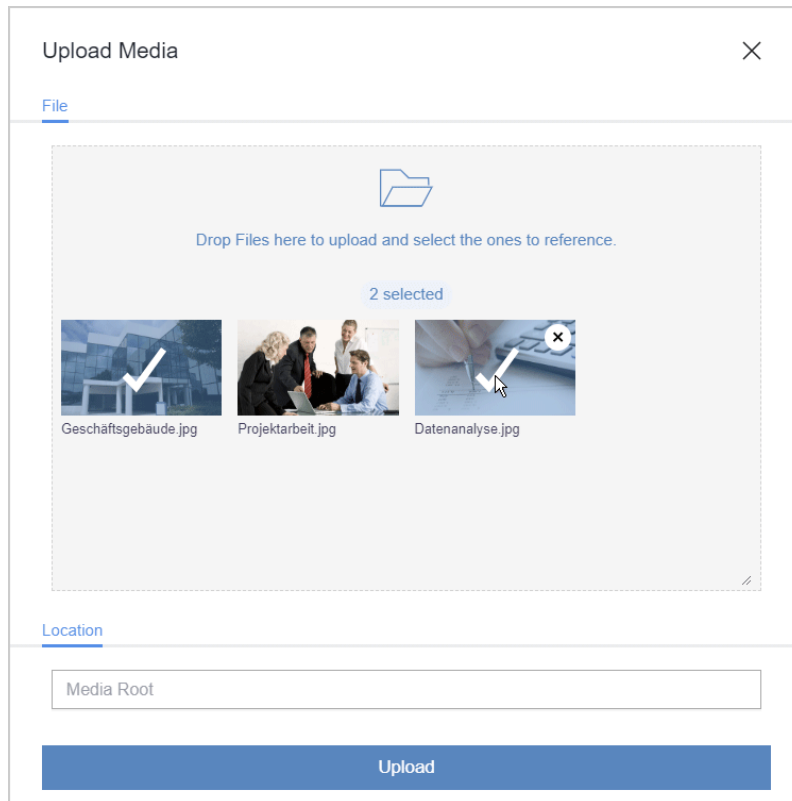 Upload Media
File
Drop Files here to upload and select the ones to reference.
2 selected
Geschäftsgebäude.jpg
Projektarbeit.jpg
Datenanalyse.jpg
Location
Media Root
Upload